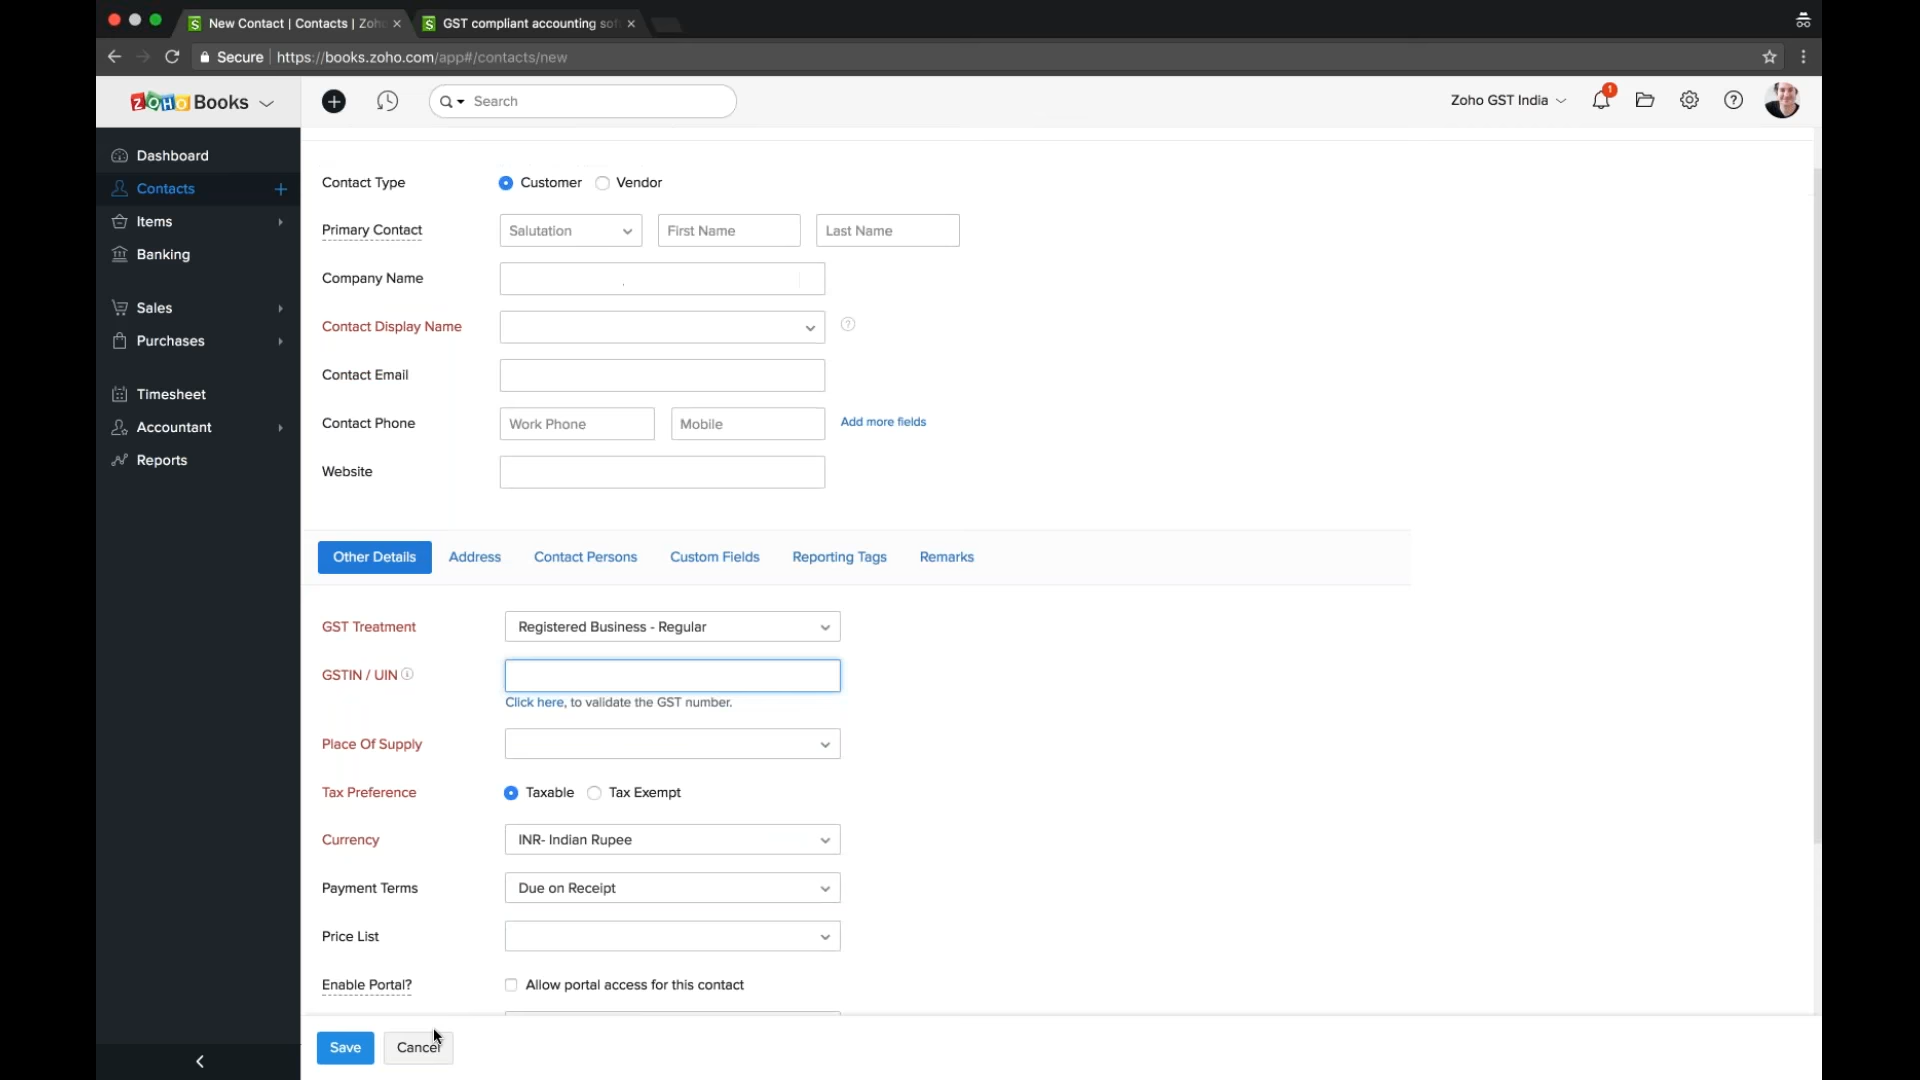 New Contact | Contacts | Zoh
GST compliant accounting sof
Secure https://books.zoho.com/app#/contacts/new
ZOHO Books
Search
Zoho GST India
1
Dashboard
Contacts
Items
Banking
Sales
Purchases
Timesheet
Accountant
Reports
Contact Type Customer Vendor
Primary Contact Salutation First Name Last Name
Company Name
Contact Display Name
Contact Email
Contact Phone Work Phone Mobile Add more fields
Website
Other Details Address Contact Persons Custom Fields Reporting Tags Remarks
GST Treatment Registered Business - Regular
GSTIN / UIN
Click here, to validate the GST number.
Place Of Supply
Tax Preference Taxable Tax Exempt
Currency INR- Indian Rupee
Payment Terms Due on Receipt
Price List
Enable Portal? Allow portal access for this contact
Save Cancel